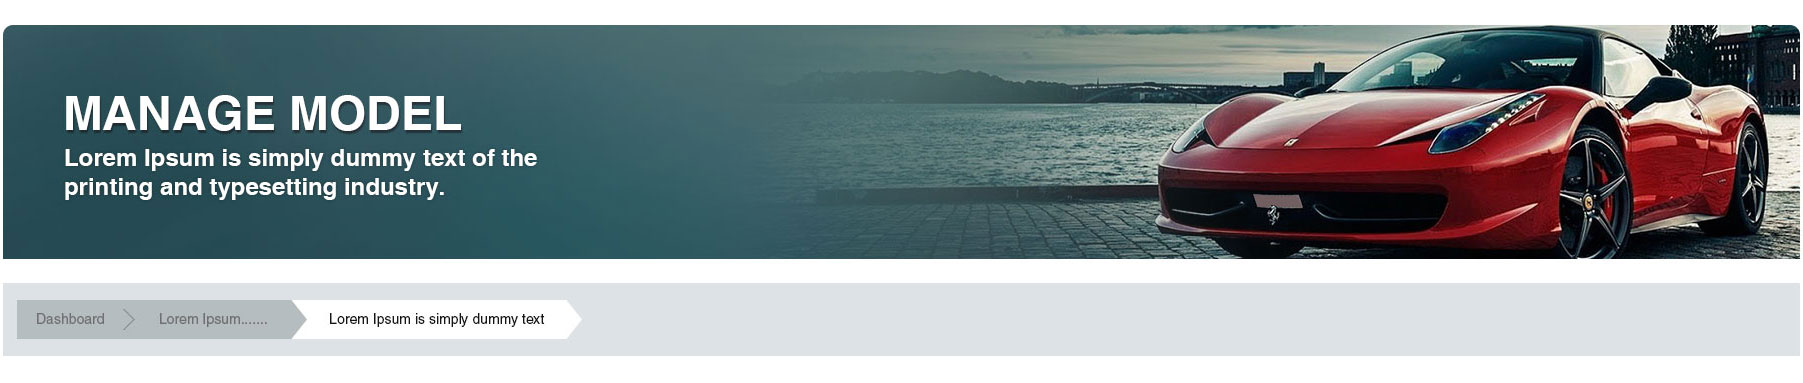 MANAGE MODEL
Lorem Ipsum is simply dummy text of the
printing and typesetting industry.
Dashboard
Lorem Ipsum.......
Lorem Ipsum is simply dummy text